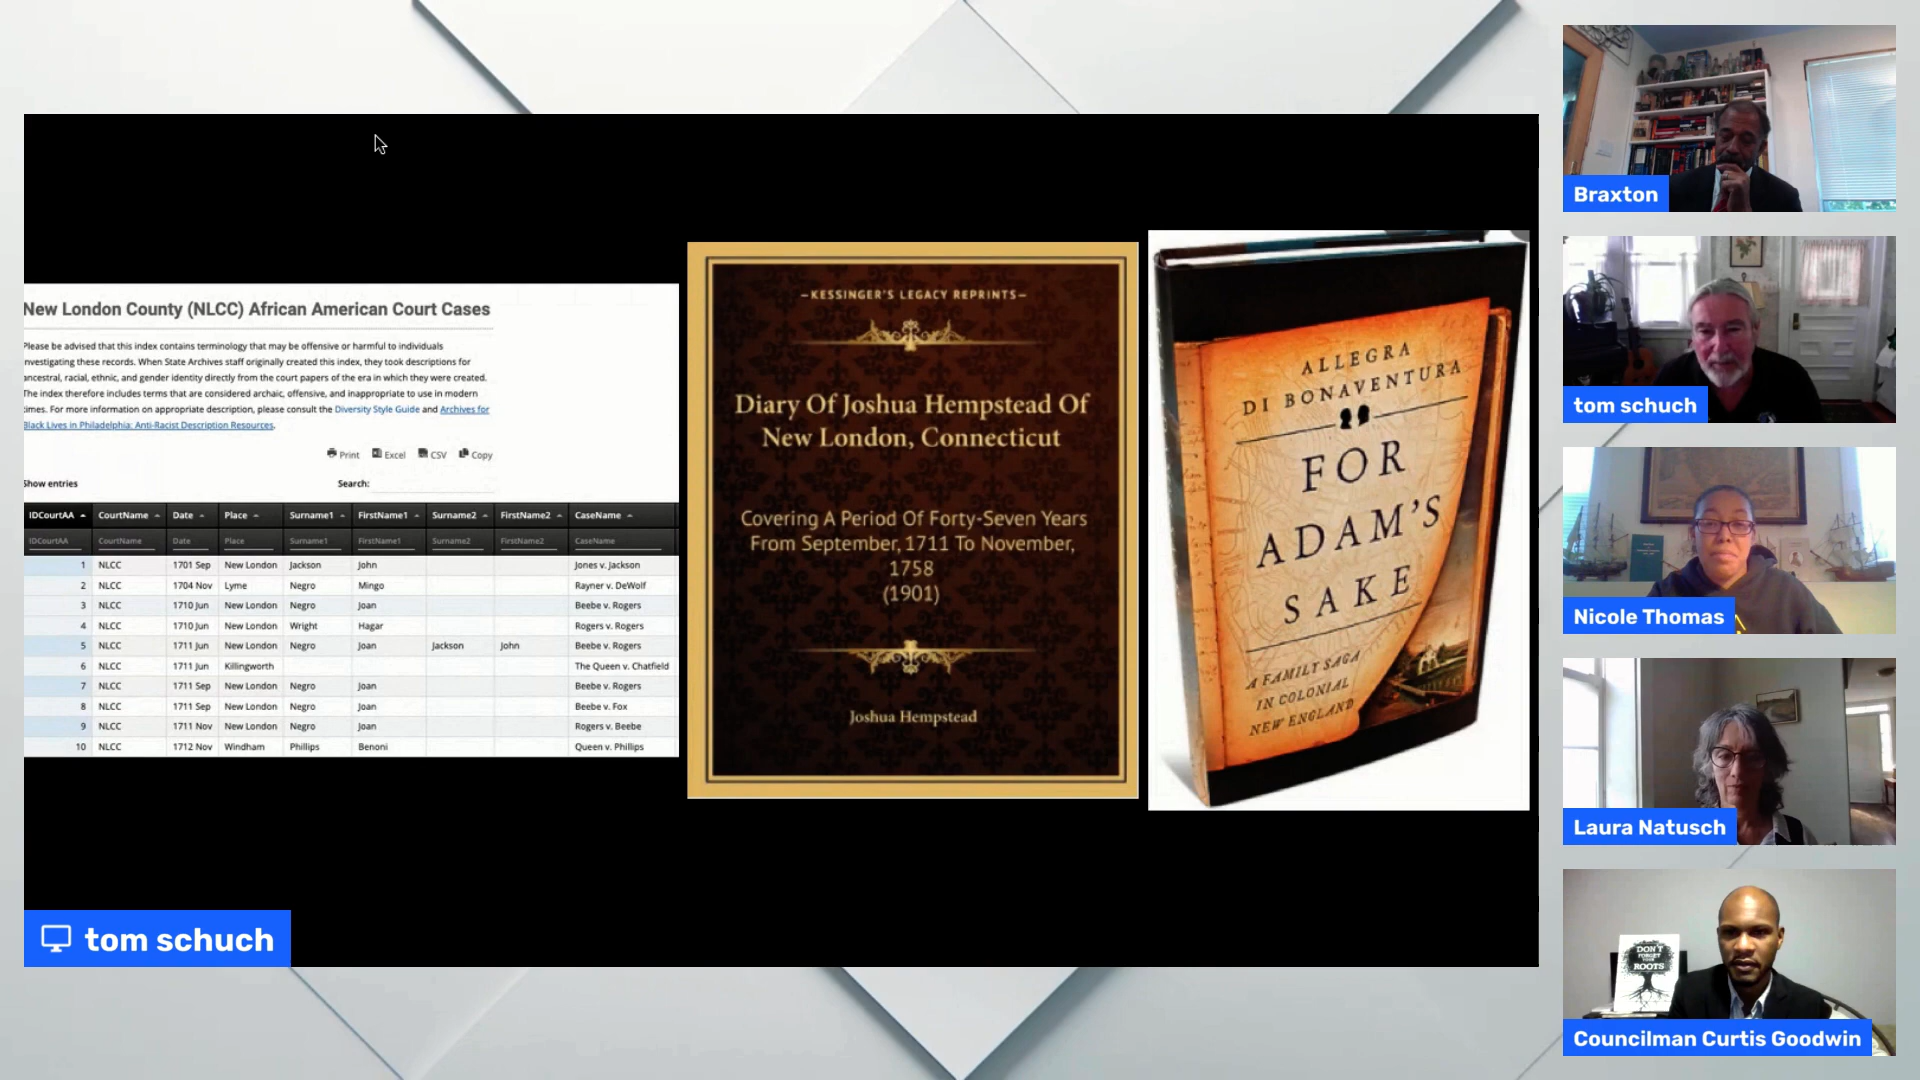 New London County (NLCC) African American Court Cases
Please be advised that this index contains terminology that may be offensive or harmful to individuals
investigating these records. When State Archives staff originally created this index, they took descriptions for
ancestral, racial, ethnic, and gender identity directly from the court papers of the era in which they were created.
The index therefore includes terms that are considered archaic, offensive, and inappropriate to use in modern
times. For more information on appropriate description, please consult the Diversity Style Guide and Archives for
Black Lives in Philadelphia: Anti-Racist Description Resources.
Print Excel CSV Copy
Show entries Search:
IDCourtAA CourtName Date Place Surname1 FirstName1 Surname2 FirstName2 CaseName
IDCourtAA CourtName Date Place Surname1 FirstName1 Surname2 FirstName2 CaseName
1 NLCC 1701 Sep New London Jackson John Jones v. Jackson
2 NLCC 1704 Nov Lyme Negro Mingo Rayner v. DeWolf
3 NLCC 1710 Jun New London Negro Joan Beebe v. Rogers
4 NLCC 1710 Jun New London Wright Hagar Rogers v. Rogers
5 NLCC 1711 Jun New London Negro Joan Jackson John Beebe v. Rogers
6 NLCC 1711 Jun Killingworth The Queen v. Chatfield
7 NLCC 1711 Sep New London Negro Joan Beebe v. Rogers
8 NLCC 1711 Sep New London Negro Joan Beebe v. Fox
9 NLCC 1711 Nov New London Negro Joan Rogers v. Beebe
10 NLCC 1712 Nov Windham Phillips Benoni Queen v. Phillips
–KESSINGER'S LEGACY REPRINTS–
Diary Of Joshua Hempstead Of
New London, Connecticut
Covering A Period Of Forty-Seven Years
From September, 1711 To November,
1758
(1901)
Joshua Hempstead
ALLEGRA
DI BONAVENTURA
FOR
ADAM'S
SAKE
A FAMILY SAGA
IN COLONIAL
NEW ENGLAND
tom schuch
Braxton
tom schuch
Nicole Thomas
Laura Natusch
DON'T
FORGET
YOUR
ROOTS
Councilman Curtis Goodwin